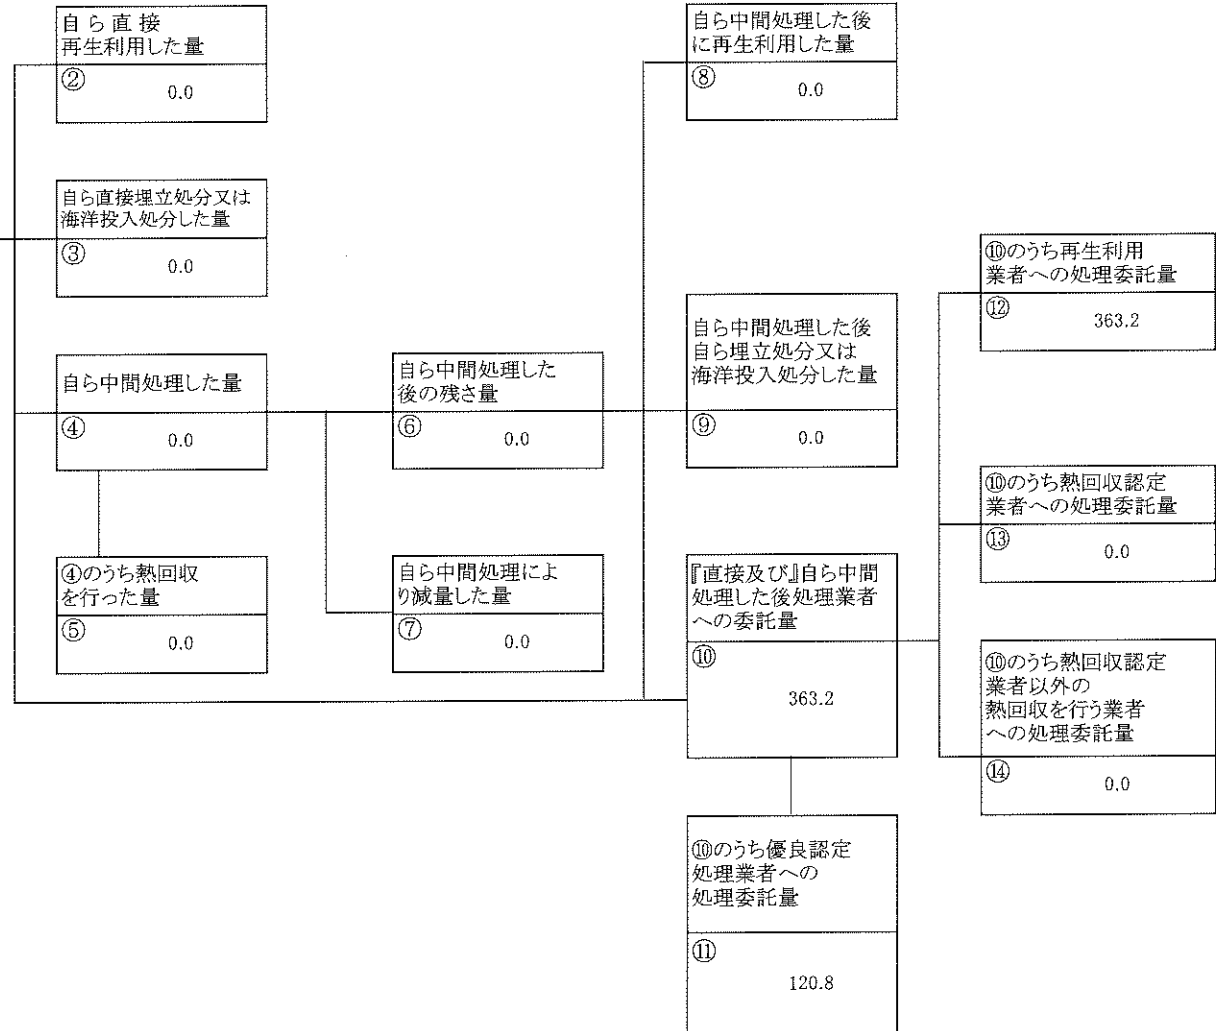 自 ら 直 接
再生利用した量
②
0.0
自ら直接埋立処分又は
海洋投入処分した量
③
0.0
自ら中間処理した量
④
0.0
④のうち熱回収
を行った量
⑤
0.0
自ら中間処理した
後の残さ量
⑥
0.0
自ら中間処理によ
り減量した量
⑦
0.0
自ら中間処理した後
に再生利用した量
⑧
0.0
自ら中間処理した後
自ら埋立処分又は
海洋投入処分した量
⑨
0.0
『直接及び』自ら中間
処理した後処理業者
への委託量
⑩
363.2
⑩のうち優良認定
処理業者への
処理委託量
⑪
120.8
⑩のうち再生利用
業者への処理委託量
⑫
363.2
⑩のうち熱回収認定
業者への処理委託量
⑬
0.0
⑩のうち熱回収認定
業者以外の
熱回収を行う業者
への処理委託量
⑭
0.0